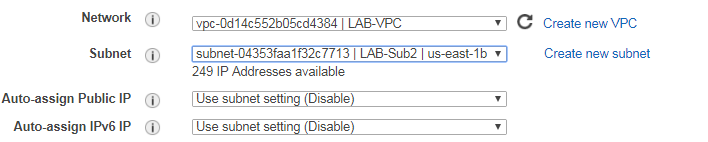 Network vpc-0d14c552b05cd4384 | LAB-VPC Create new VPC
Subnet subnet-04353faa1f32c7713 | LAB-Sub2 | us-east-1b Create new subnet
249 IP Addresses available
Auto-assign Public IP Use subnet setting (Disable)
Auto-assign IPv6 IP Use subnet setting (Disable)